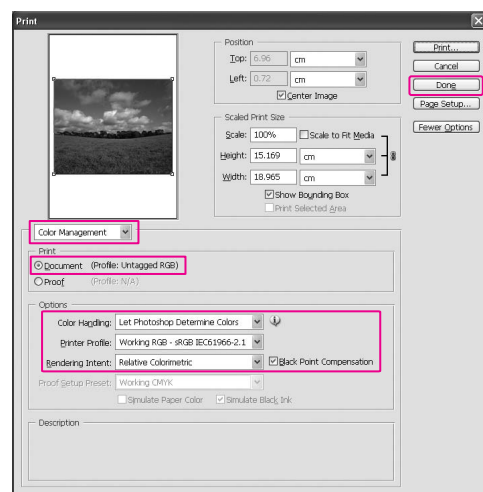 Print
Position
Top: 6.96 cm
Left: 0.72 cm
Center Image
Scaled Print Size
Scale: 100% Scale to Fit Media
Height: 15.169 cm
Width: 18.965 cm
Show Bounding Box
Print Selected Area
Print...
Cancel
Done
Page Setup...
Fewer Options
Color Management
Print
Document (Profile: Untagged RGB)
Proof (Profile: N/A)
Options
Color Handling: Let Photoshop Determine Colors
Printer Profile: Working RGB - sRGB IEC61966-2.1
Rendering Intent: Relative Colorimetric Black Point Compensation
Proof Setup Preset: Working CMYK
Simulate Paper Color Simulate Black Ink
Description